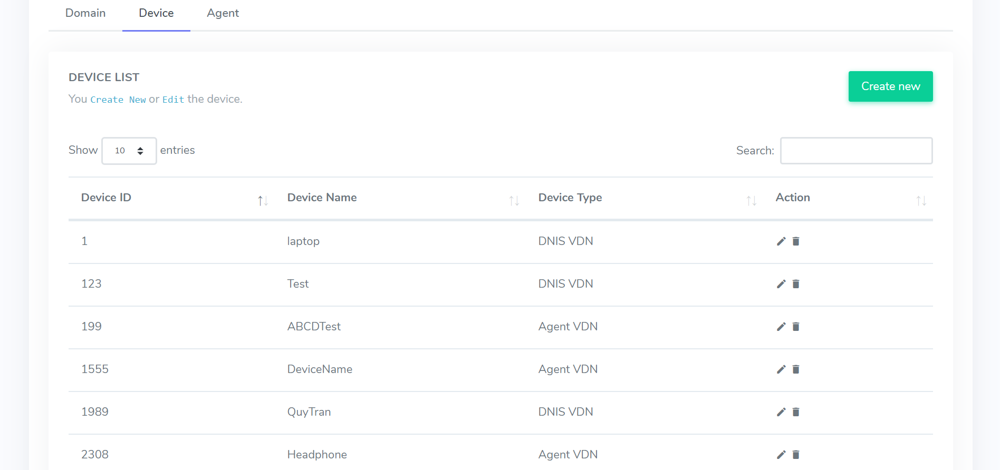 Domain Device Agent
DEVICE LIST
You Create New or Edit the device.
Create new
Show 10 entries
Search:
Device ID Device Name Device Type Action
1 laptop DNIS VDN
123 Test DNIS VDN
199 ABCDTest Agent VDN
1555 DeviceName Agent VDN
1989 QuyTran DNIS VDN
2308 Headphone Agent VDN